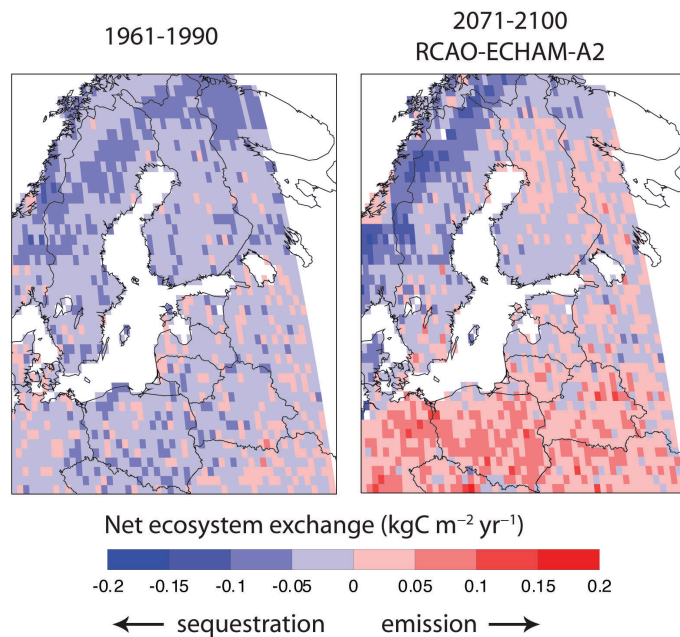 1961-1990
2071-2100
RCAO-ECHAM-A2
Net ecosystem exchange (kgC m⁻² yr⁻¹)
-0.2 -0.15 -0.1 -0.05 0 0.05 0.1 0.15 0.2
← sequestration emission →